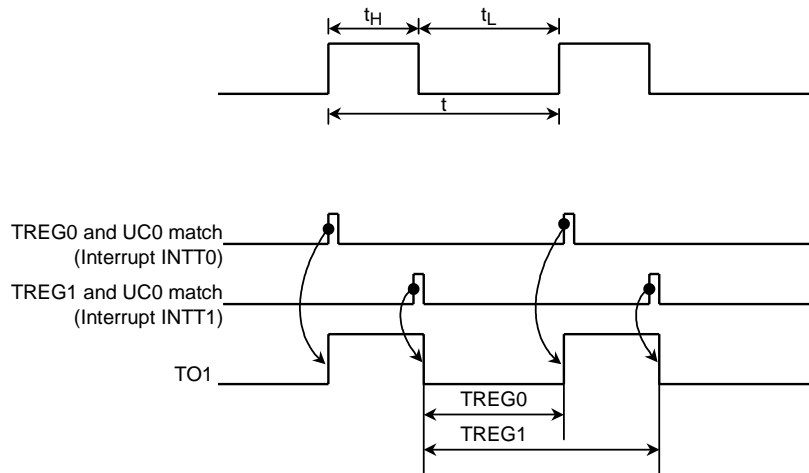 tH
tL
t
TREG0 and UC0 match
(Interrupt INTT0)
TREG1 and UC0 match
(Interrupt INTT1)
TO1
TREG0
TREG1